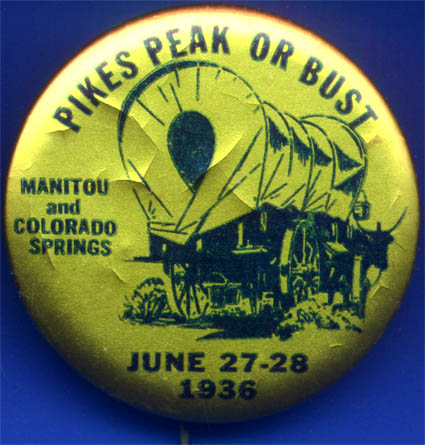 PIKES PEAK OR BUST
MANITOU
and
COLORADO
SPRINGS
JUNE 27-28
1936